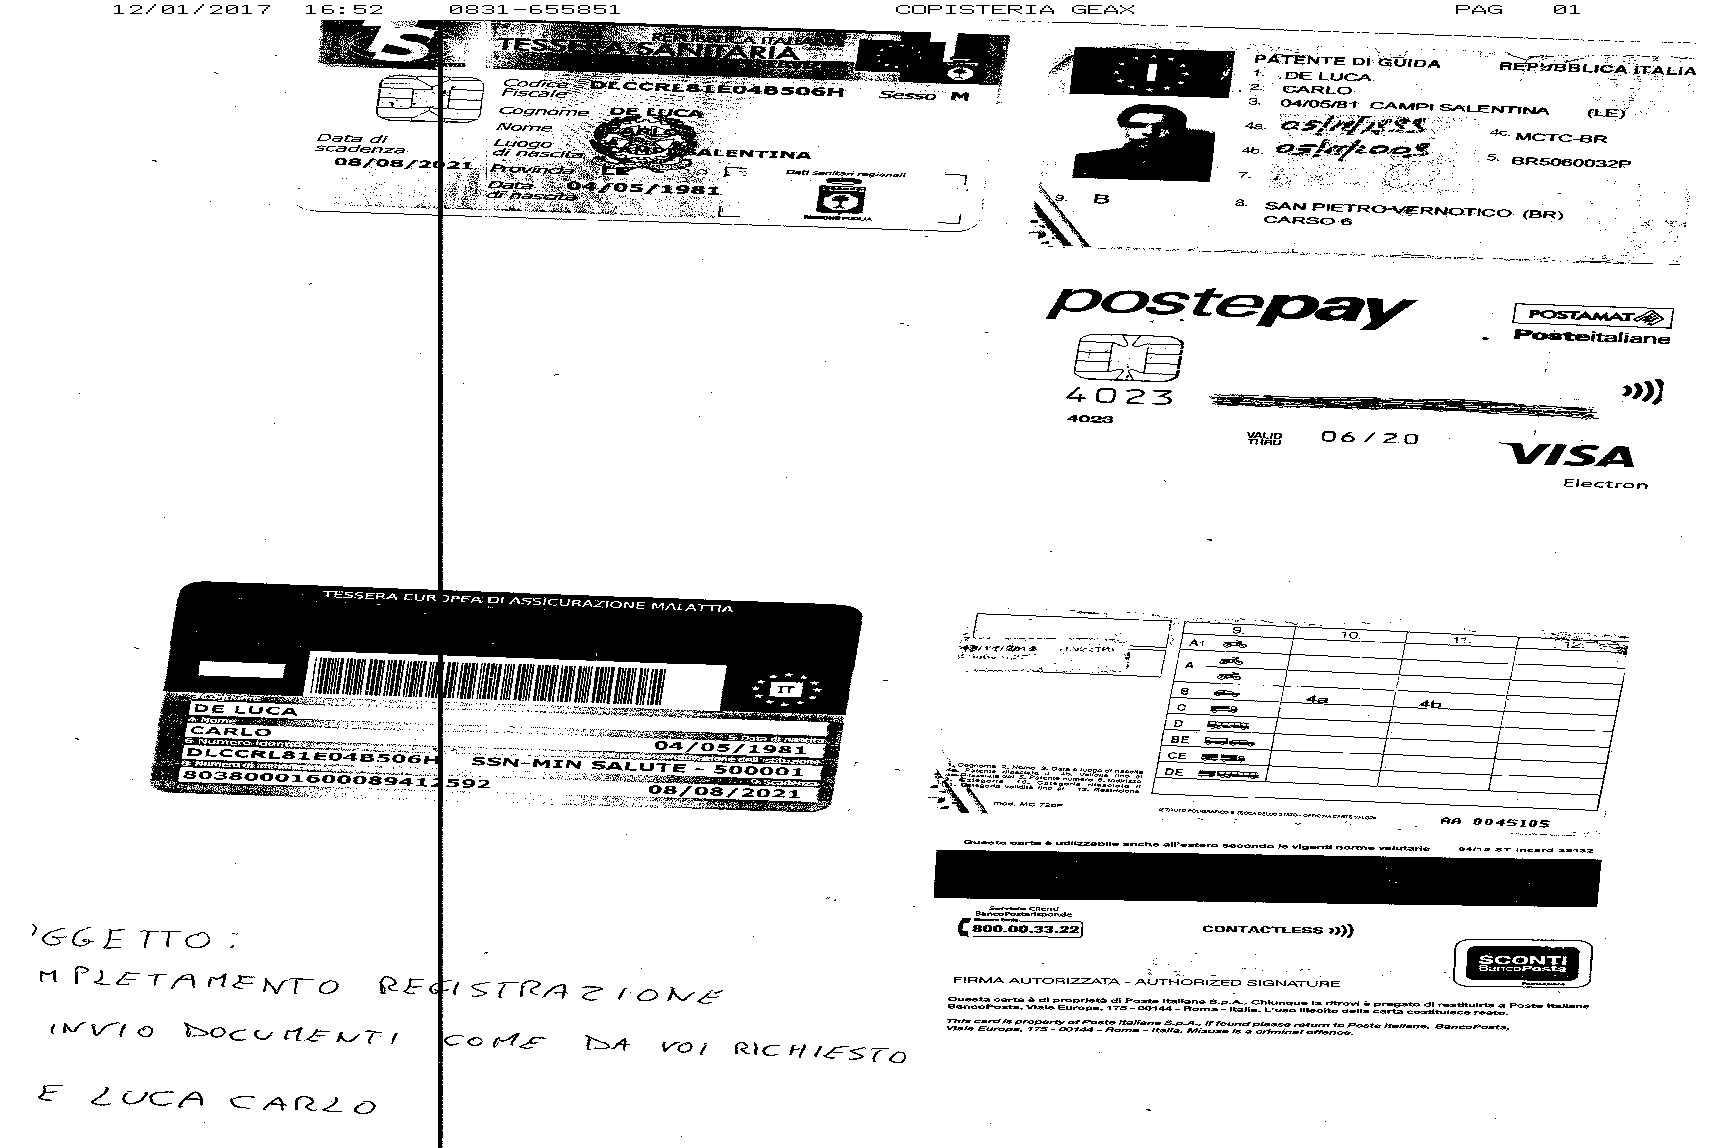 12/01/2017 16:52 0831-655851 COPISTERIA GEAX PAG 01
TESSERA SANITARIA
Codice Fiscale DLCCRL81E04B506H Sesso M
Cognome DE LUCA
Nome CARLO
Luogo di nascita CAMPI SALENTINA
Provincia LE
Data di nascita 04/05/1981
Data di scadenza
08/08/2021
Dati sanitari regionali
REGIONE PUGLIA
PATENTE DI GUIDA REPUBBLICA ITALIA
1. DE LUCA
2. CARLO
3. 04/05/81 CAMPI SALENTINA (LE)
4a. 05/11/1999 4c. MCTC-BR
4b. 05/11/2009 5. BR5060032P
7.
8. SAN PIETRO VERNOTICO (BR)
CARSO 6
9. B
postepay
POSTAMAT
Posteitaliane
4023
4023
VALID THRU 06/20
VISA
Electron
TESSERA EUROPEA DI ASSICURAZIONE MALATTIA
IT
DE LUCA
CARLO 04/05/1981
DLCCRL81E04B506H SSN-MIN SALUTE - 500001
80380001600089412592 08/08/2021
9. 10. 11. 12.
A1
A
B 4a 4b
C
D
BE
CE
DE
mod. MC 720F
AA 0045105
Questa carta è utilizzabile anche all'estero secondo le vigenti norme valutarie
Servizio Clienti
BancoPostaRisponde
800.00.33.22
CONTACTLESS
SCONTI
BancoPosta
FIRMA AUTORIZZATA - AUTHORIZED SIGNATURE
Questa carta è di proprietà di Poste Italiane S.p.A., Chiunque la ritrovi è pregato di restituirla a Poste Italiane
BancoPosta, Viale Europa, 175 - 00144 - Roma - Italia. L'uso illecito della carta costituisce reato.
This card is property of Poste Italiane S.p.A., if found please return to Poste Italiane, BancoPosta,
Viale Europa, 175 - 00144 - Roma - Italia. Misuse is a criminal offence.
GGETTO:
MPLETAMENTO REGISTRAZIONE
INVIO DOCUMENTI COME DA VOI RICHIESTO
E LUCA CARLO